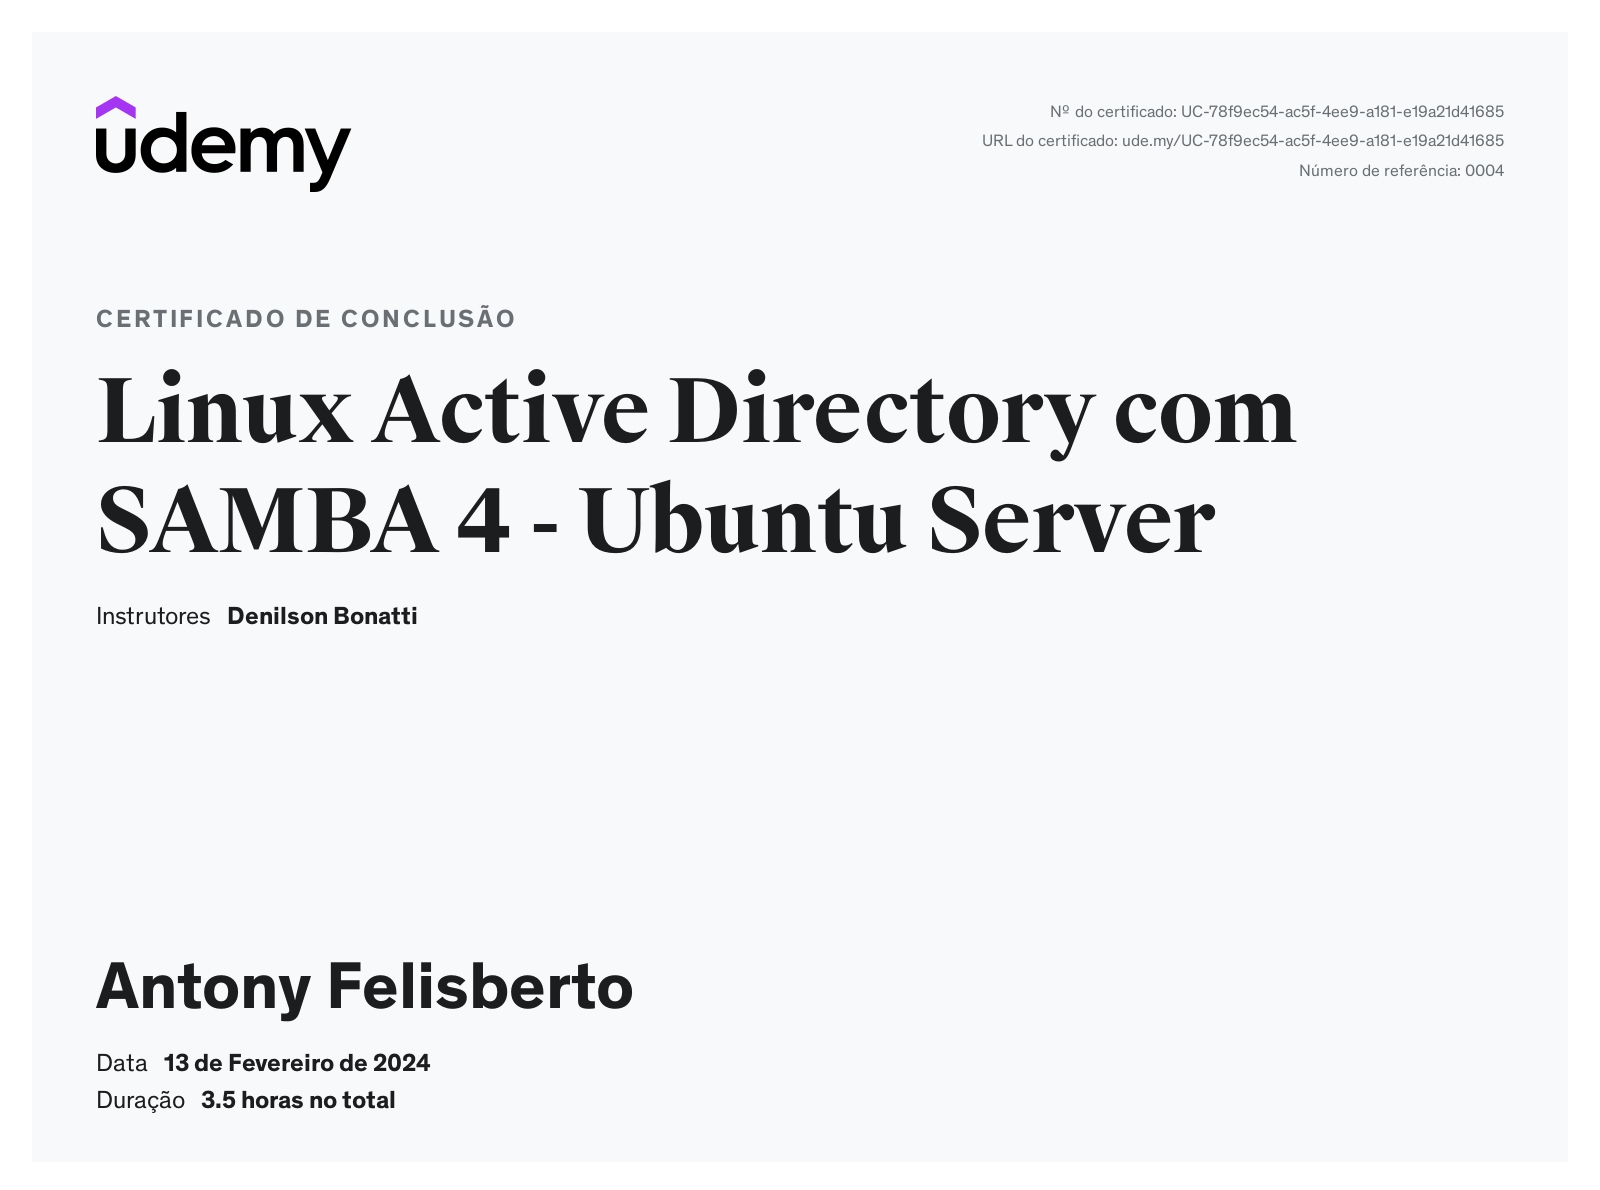 udemy
Nº do certificado: UC-78f9ec54-ac5f-4ee9-a181-e19a21d41685
URL do certificado: ude.my/UC-78f9ec54-ac5f-4ee9-a181-e19a21d41685
Número de referência: 0004
CERTIFICADO DE CONCLUSÃO
Linux Active Directory com
SAMBA 4 - Ubuntu Server
Instrutores Denilson Bonatti
Antony Felisberto
Data 13 de Fevereiro de 2024
Duração 3.5 horas no total